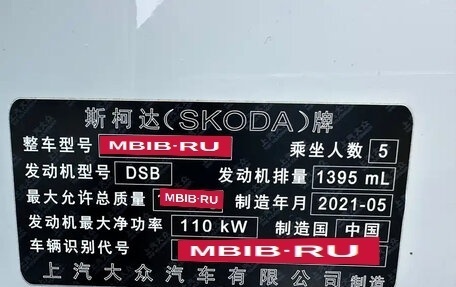 斯柯达(SKODA)牌
整车型号 MBIB-RU 乘坐人数 5
发动机型号 DSB 发动机排量 1395 mL
最大允许总质量 MBIB-RU 制造年月 2021-05
发动机最大净功率 110 kW 制造国 中国
车辆识别代号 MBIB-RU
上汽大众汽车有限公司制造